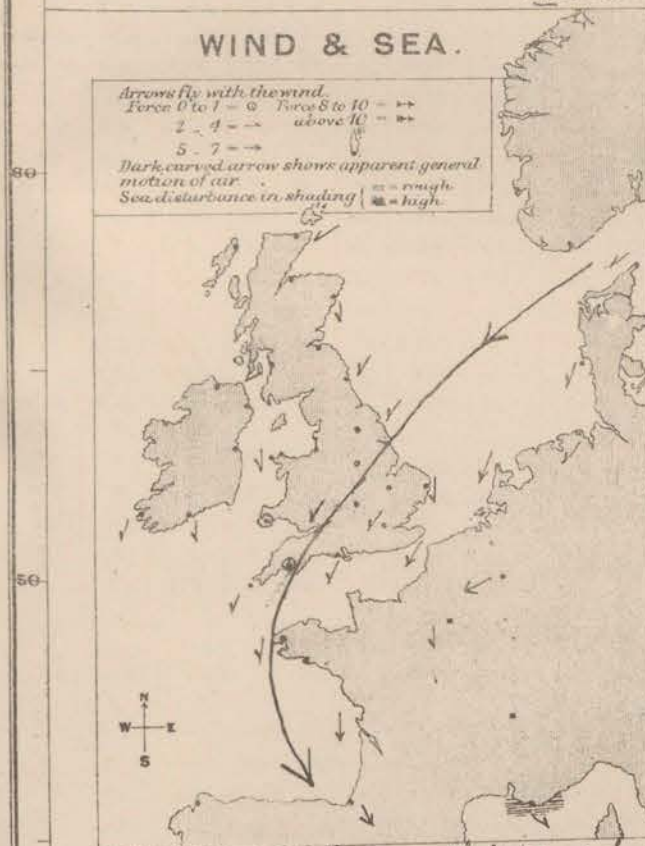 WIND & SEA.
Arrows fly with the wind.
Force 0 to 1 = Force 8 to 10 =
2 - 4 = above 10 =
5 - 7 =
Dark curved arrow shows apparent general
motion of air
Sea disturbance in shading { = rough
= high
60
50
N
W E
S